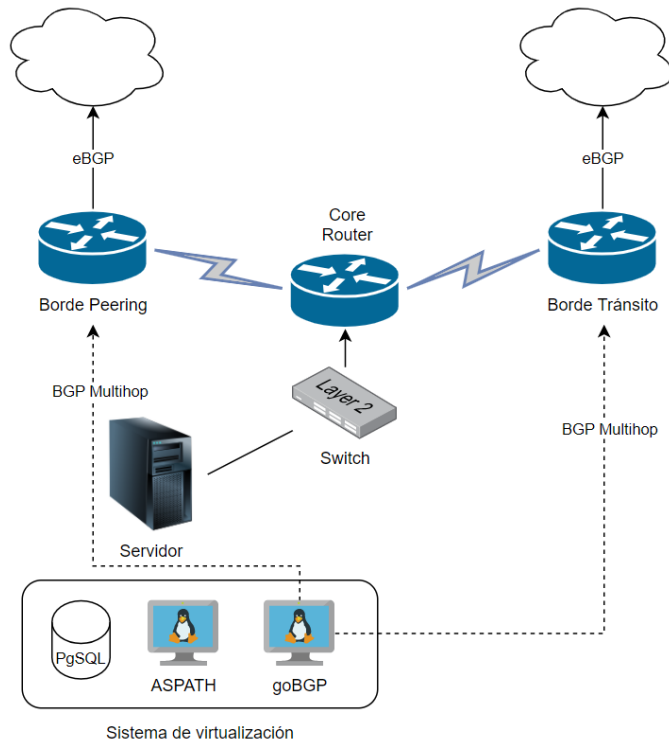 eBGP
eBGP
Core
Router
Borde Peering
Borde Tránsito
BGP Multihop
Layer 2
BGP Multihop
Switch
Servidor
PgSQL
ASPATH
goBGP
Sistema de virtualización